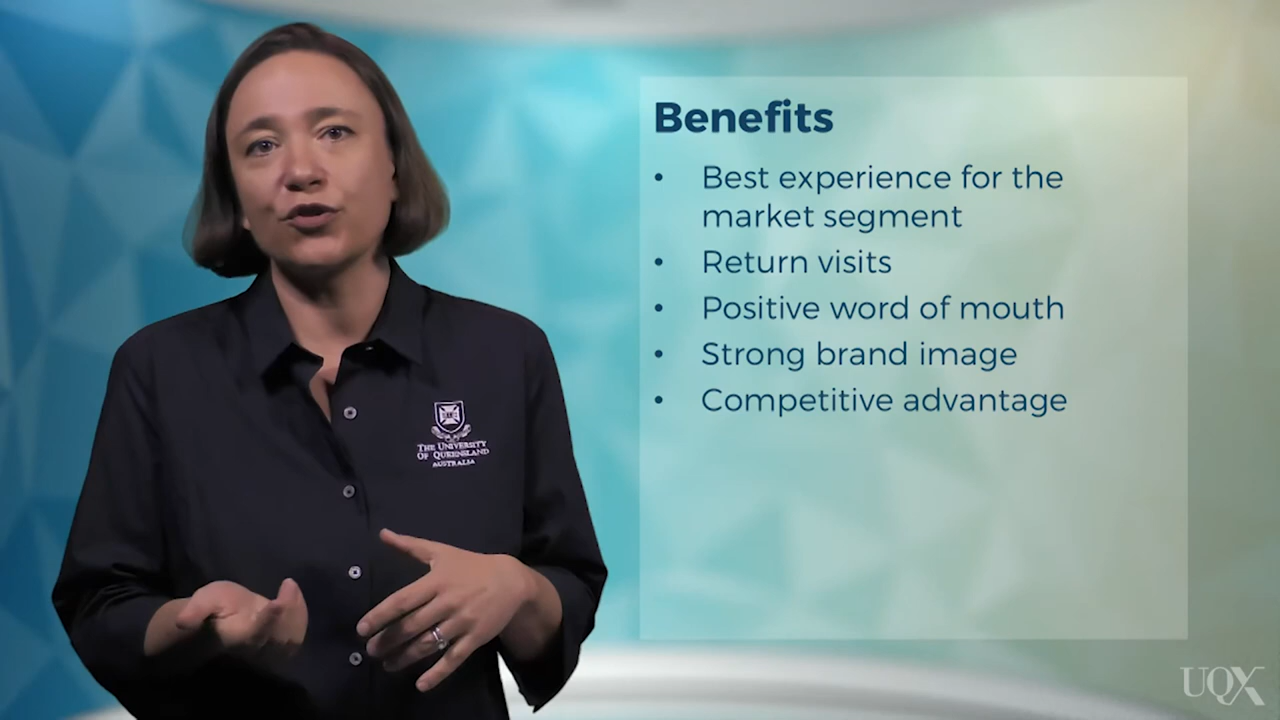 Benefits
• Best experience for the
market segment
• Return visits
• Positive word of mouth
• Strong brand image
• Competitive advantage
THE UNIVERSITY
OF QUEENSLAND
AUSTRALIA
UQX